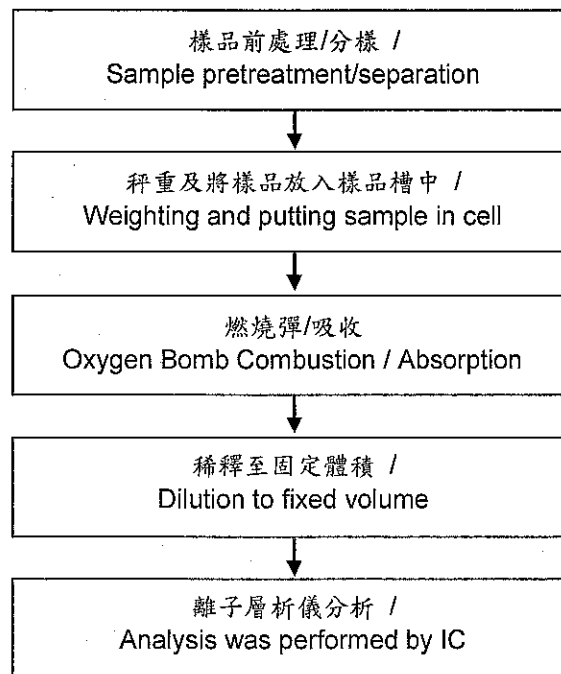 樣品前處理/分樣 /
Sample pretreatment/separation
秤重及將樣品放入樣品槽中 /
Weighting and putting sample in cell
燃燒彈/吸收
Oxygen Bomb Combustion / Absorption
稀釋至固定體積 /
Dilution to fixed volume
離子層析儀分析 /
Analysis was performed by IC